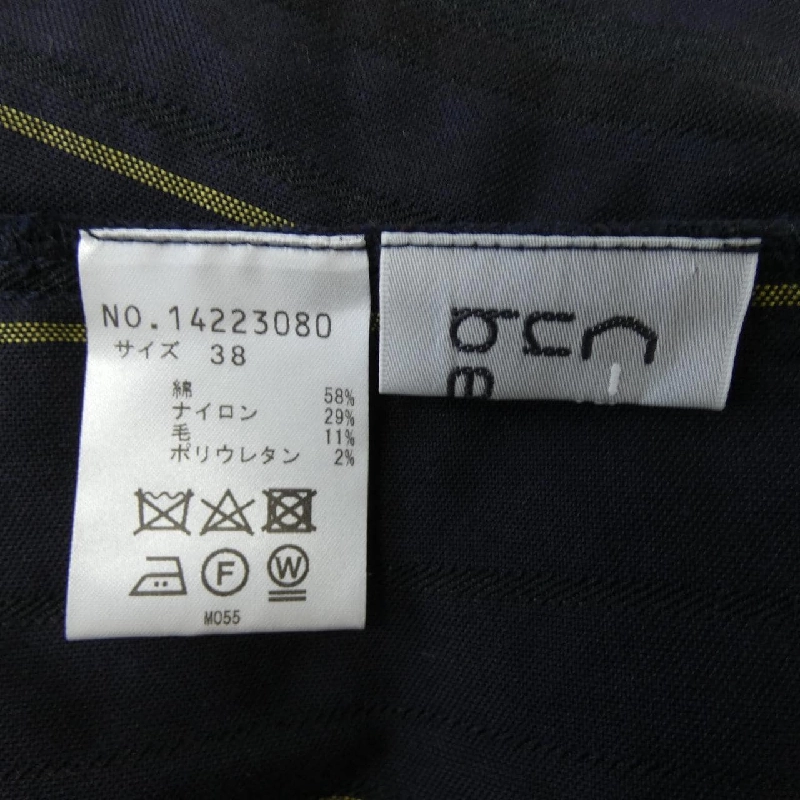 NO.14223080
サイズ 38
綿 58%
ナイロン 29%
毛 11%
ポリウレタン 2%
F
W
M055